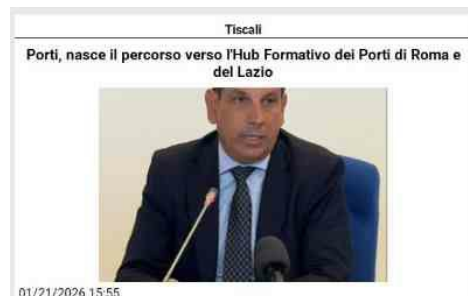 Tiscali
Porti, nasce il percorso verso l'Hub Formativo dei Porti di Roma e
del Lazio
01/21/2026 15:55